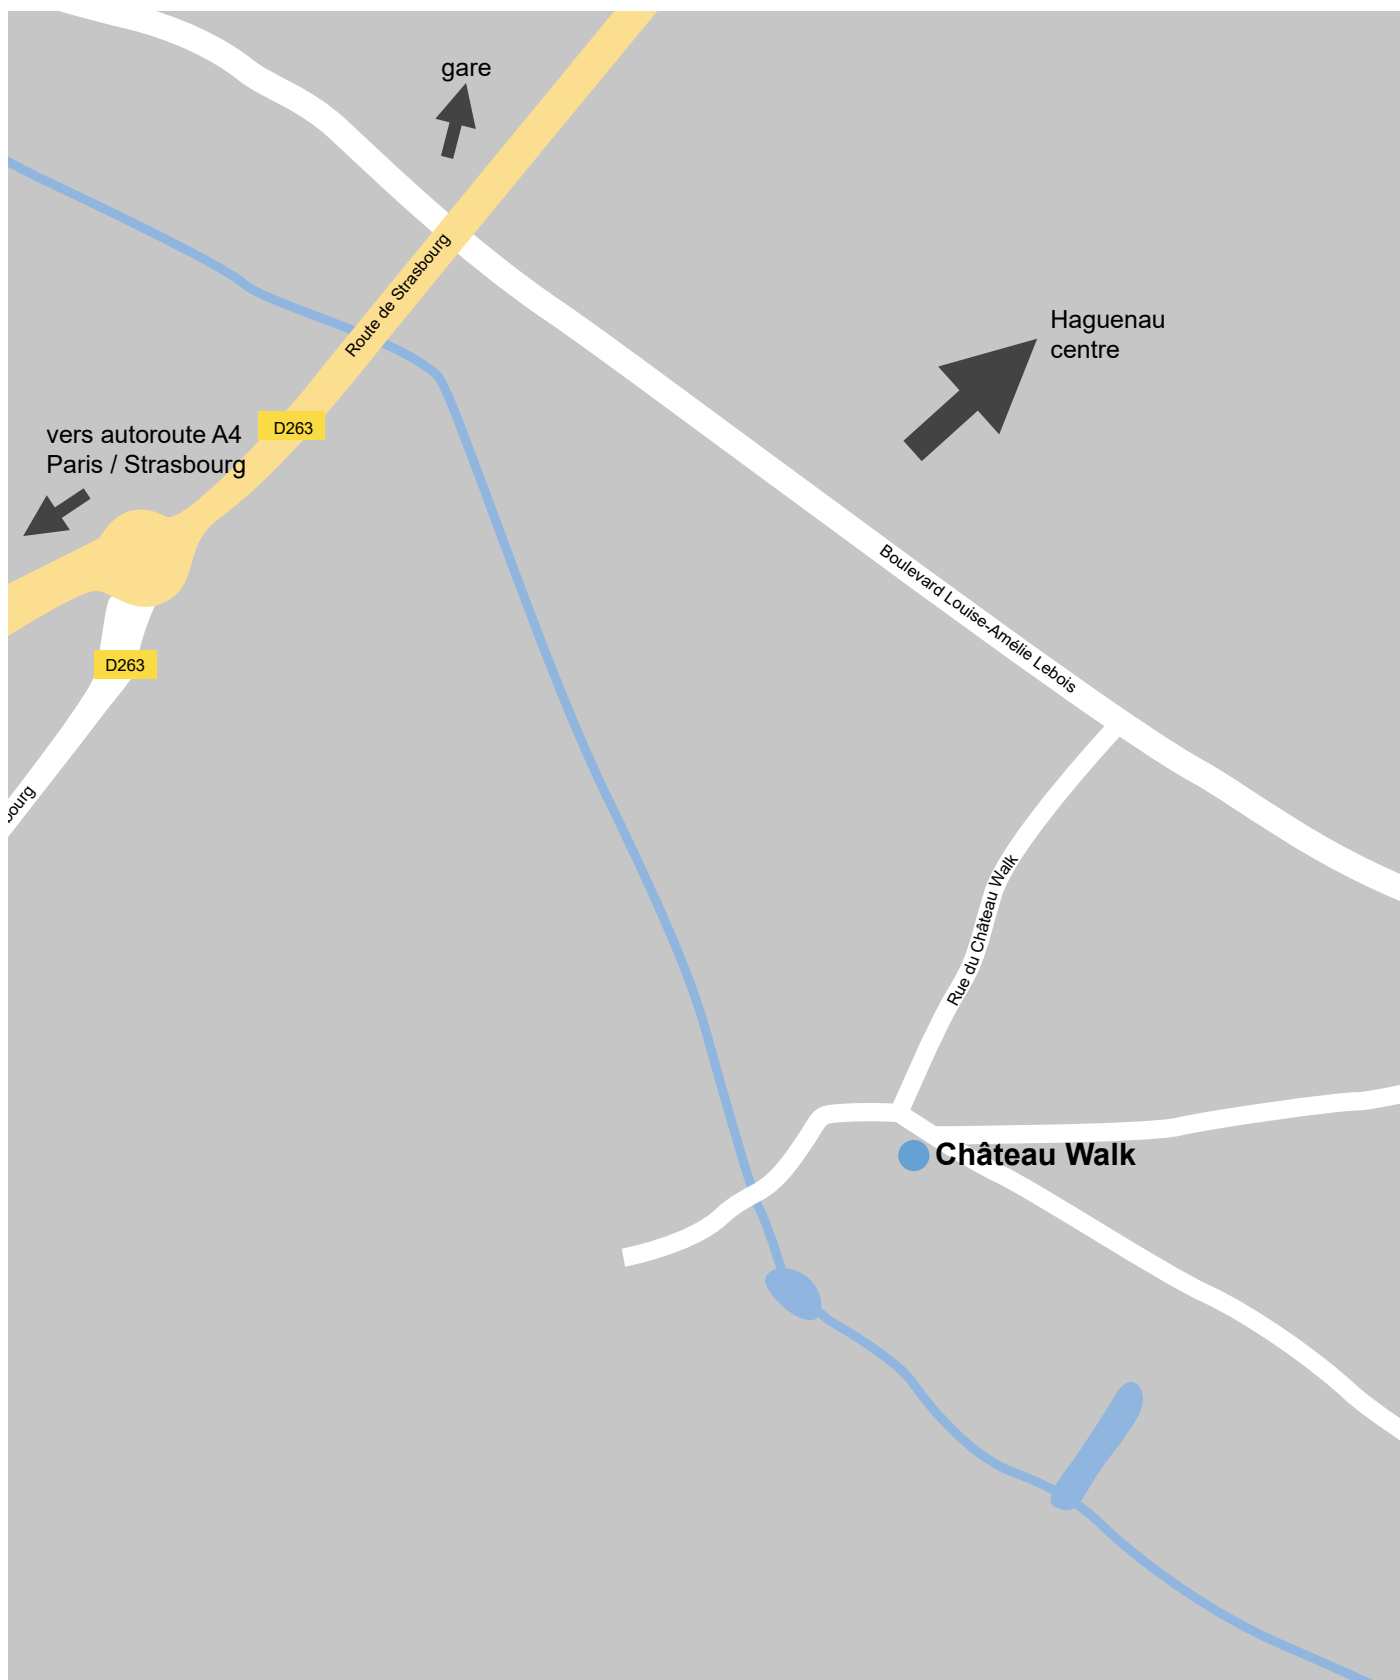 gare
Route de Strasbourg
Haguenau
centre
D263
vers autoroute A4
Paris / Strasbourg
Boulevard Louise-Amélie Lebois
D263
bourg
Rue du Château Walk
Château Walk